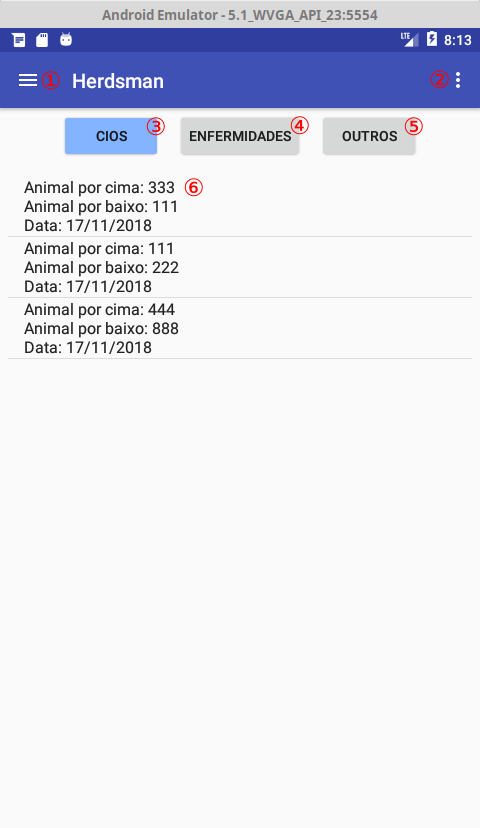 Android Emulator - 5.1_WVGA_API_23:5554
LTE 8:13
① Herdsman ②
CIOS ③ ENFERMIDADES ④ OUTROS ⑤
Animal por cima: 333 ⑥
Animal por baixo: 111
Data: 17/11/2018
Animal por cima: 111
Animal por baixo: 222
Data: 17/11/2018
Animal por cima: 444
Animal por baixo: 888
Data: 17/11/2018